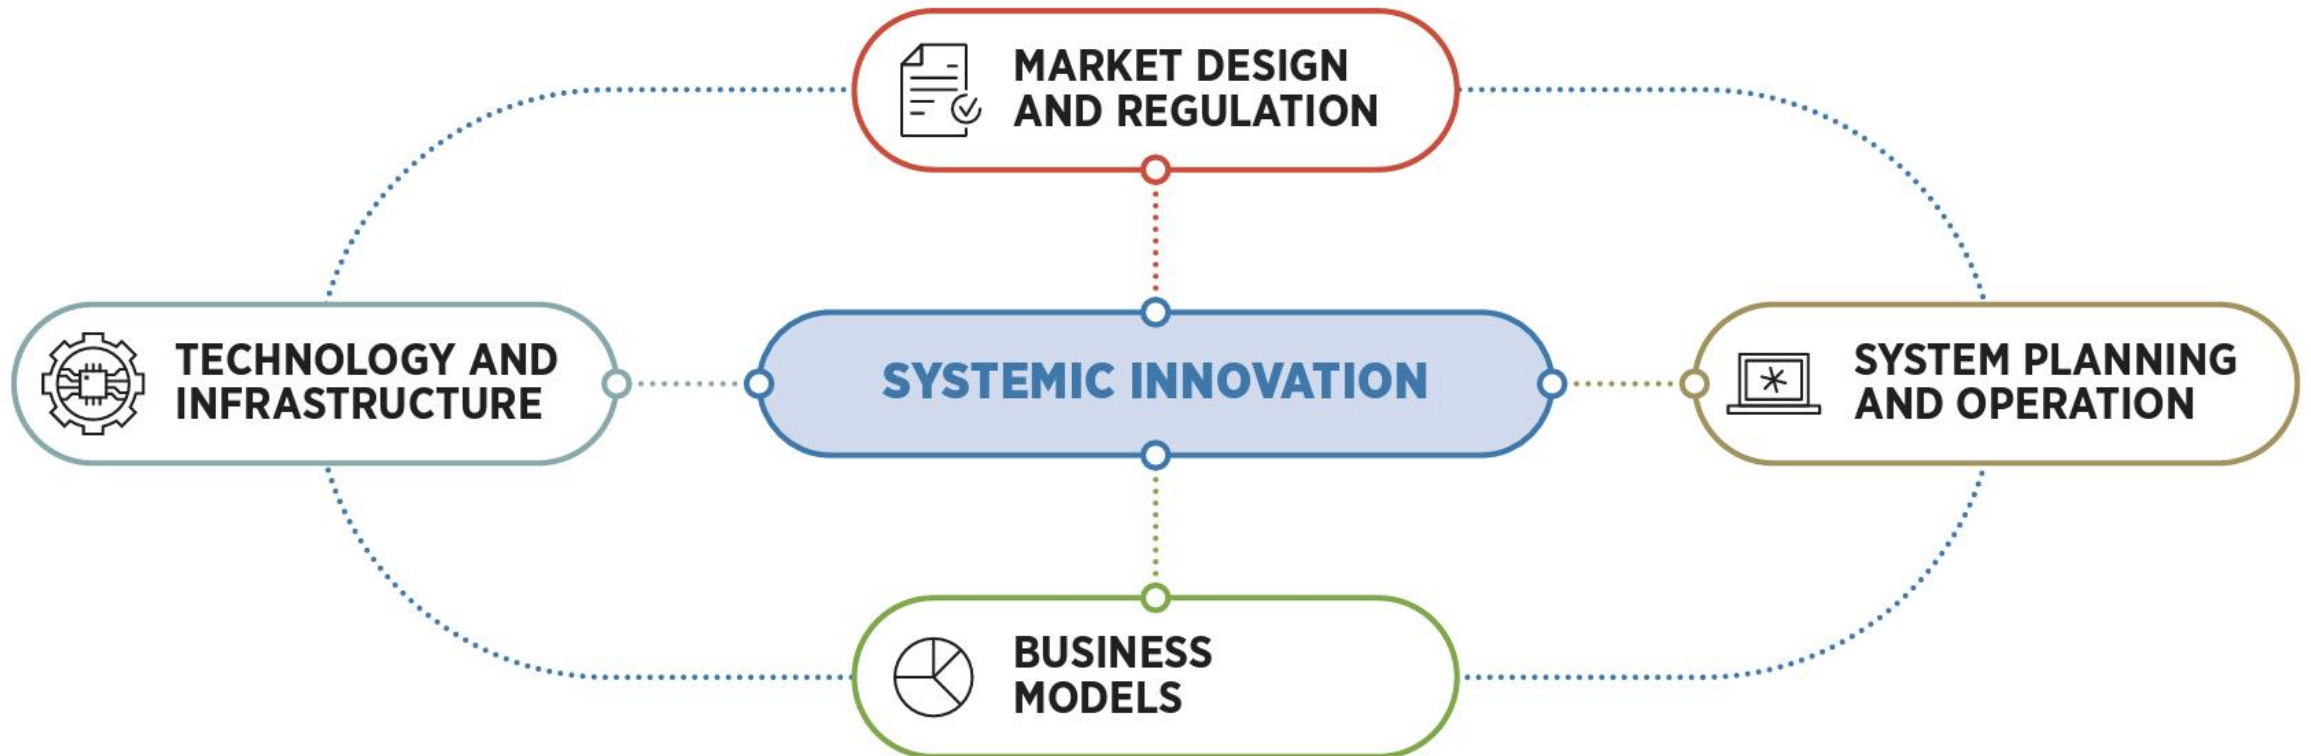 MARKET DESIGN
AND REGULATION
TECHNOLOGY AND
INFRASTRUCTURE
SYSTEMIC INNOVATION
SYSTEM PLANNING
AND OPERATION
BUSINESS
MODELS